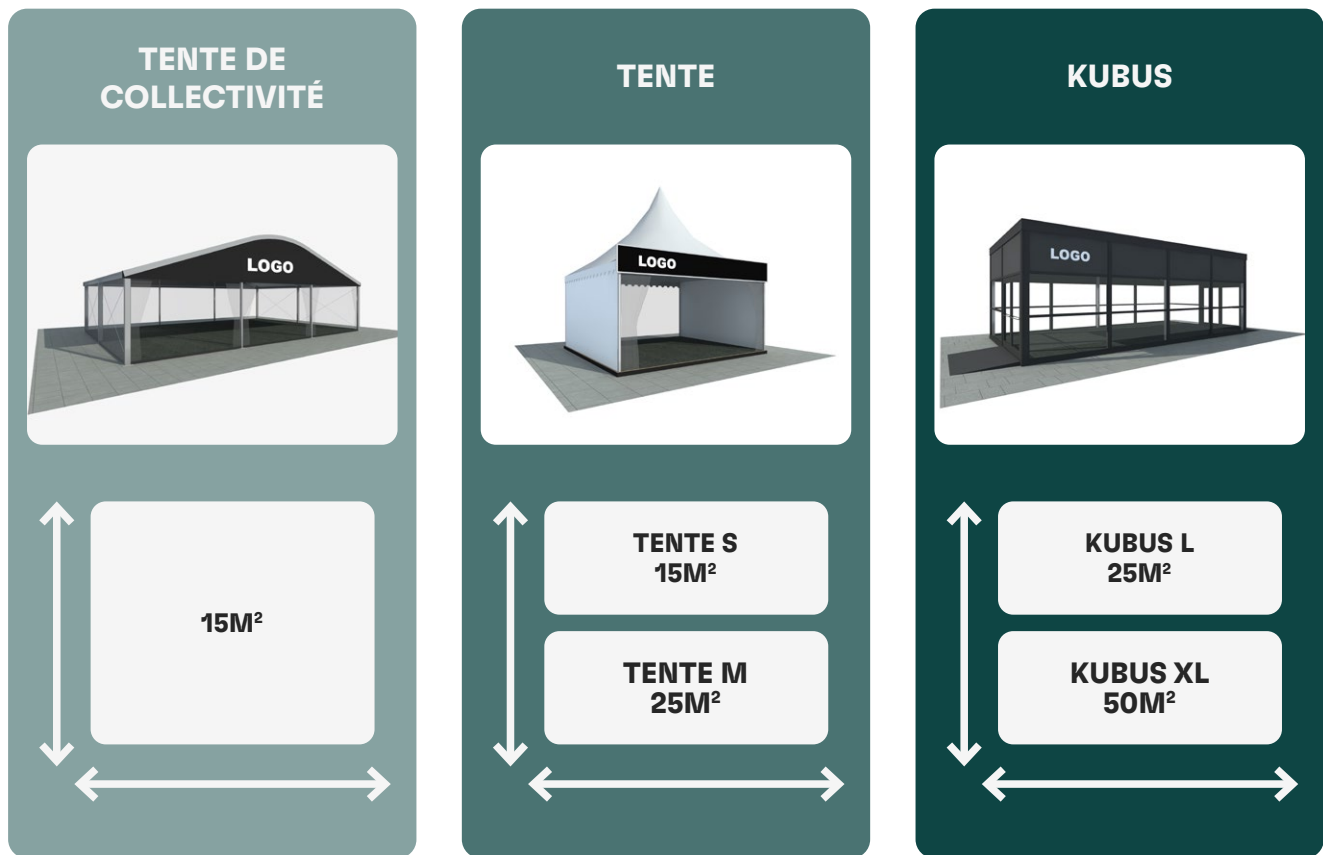 TENTE DE
COLLECTIVITÉ
LOGO
15M²
TENTE
LOGO
TENTE S
15M²
TENTE M
25M²
KUBUS
LOGO
KUBUS L
25M²
KUBUS XL
50M²